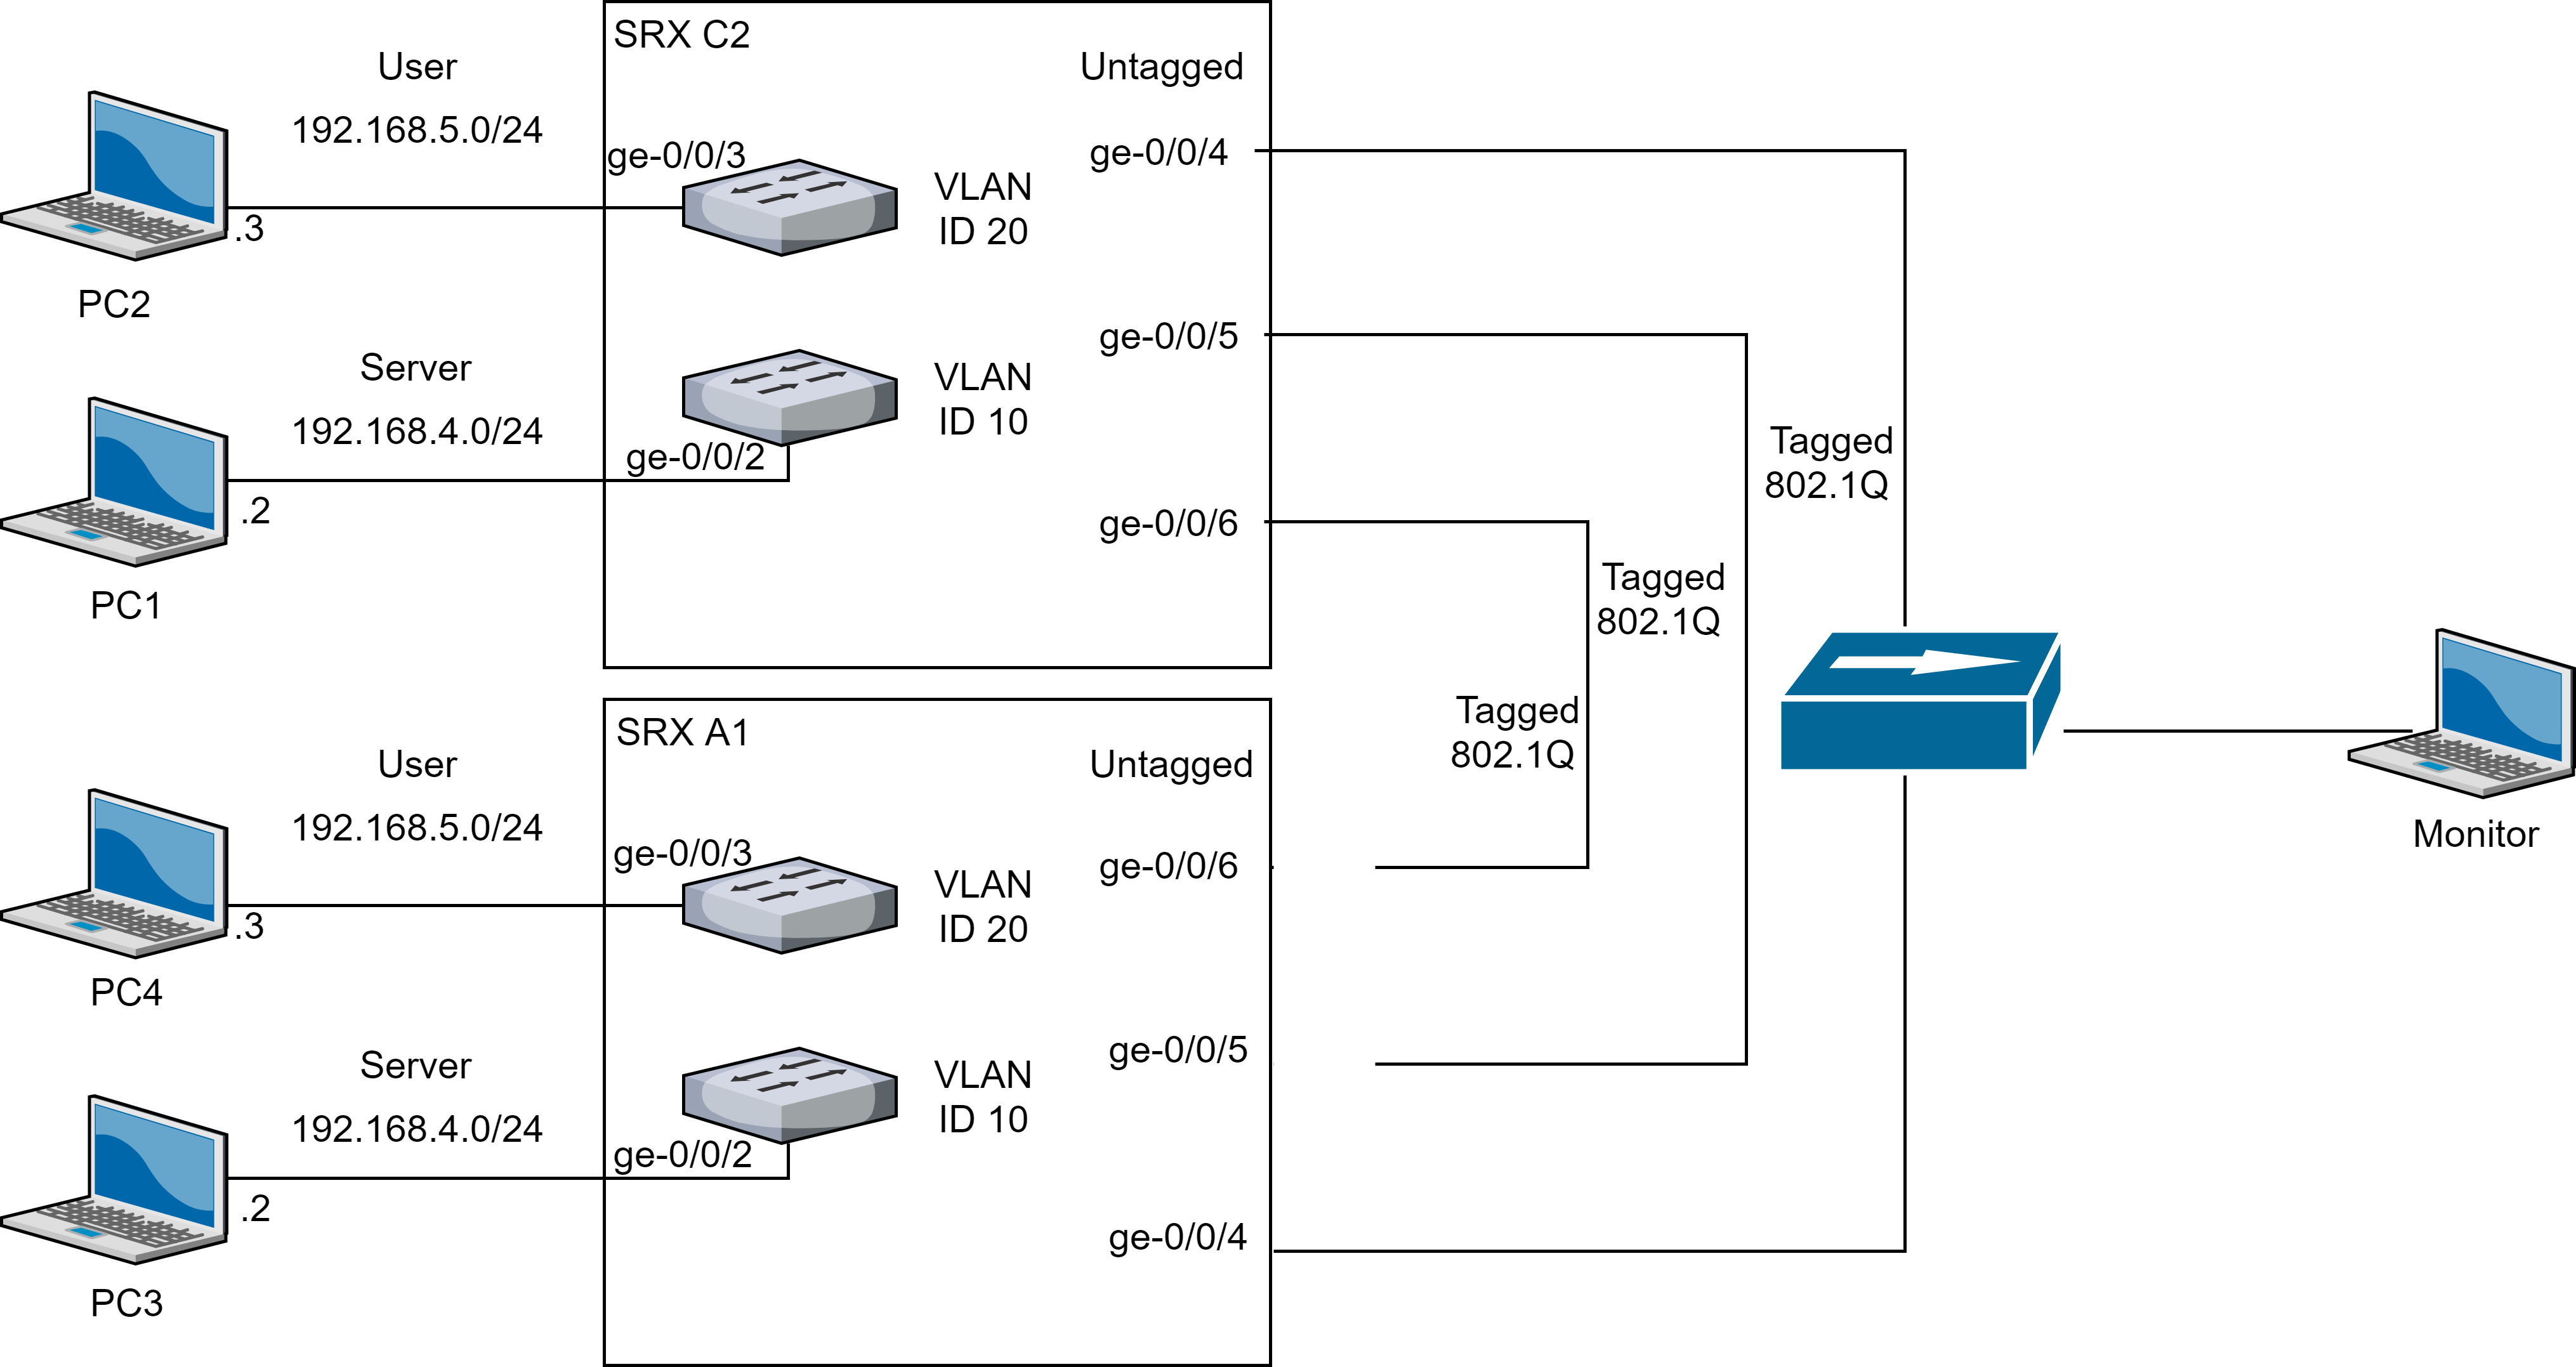 SRX C2
User
192.168.5.0/24
Untagged
ge-0/0/3
ge-0/0/4
VLAN
ID 20
.3
PC2
ge-0/0/5
Server
192.168.4.0/24
VLAN
ID 10
ge-0/0/2
.2
PC1
ge-0/0/6
Tagged
802.1Q
Tagged
802.1Q
Tagged
802.1Q
Monitor
SRX A1
User
192.168.5.0/24
Untagged
ge-0/0/3
ge-0/0/6
VLAN
ID 20
.3
PC4
ge-0/0/5
Server
192.168.4.0/24
VLAN
ID 10
ge-0/0/2
.2
ge-0/0/4
PC3